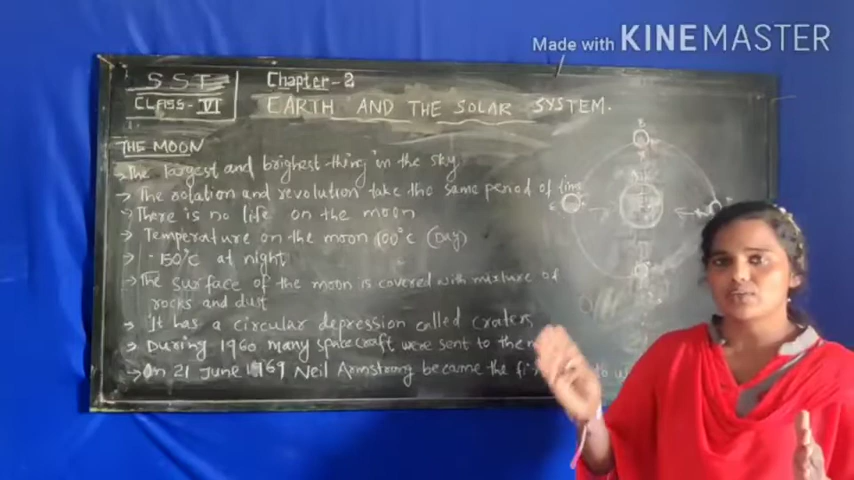 Made with KINEMASTER
SST
CLASS-VI
Chapter-2
EARTH AND THE SOLAR SYSTEM.
THE MOON
→ The largest and brightest thing in the sky
→ The rotation and revolution take the same period of time
→ There is no life on the moon
→ Temperature on the moon 100°c (Day)
→ -150°c at night
→ The surface of the moon is covered with mixture of
rocks and dust
→ It has a circular depression called craters
→ During 1960 many space craft were sent to the
→ On 21 June 1969 Neil Armstrong became the